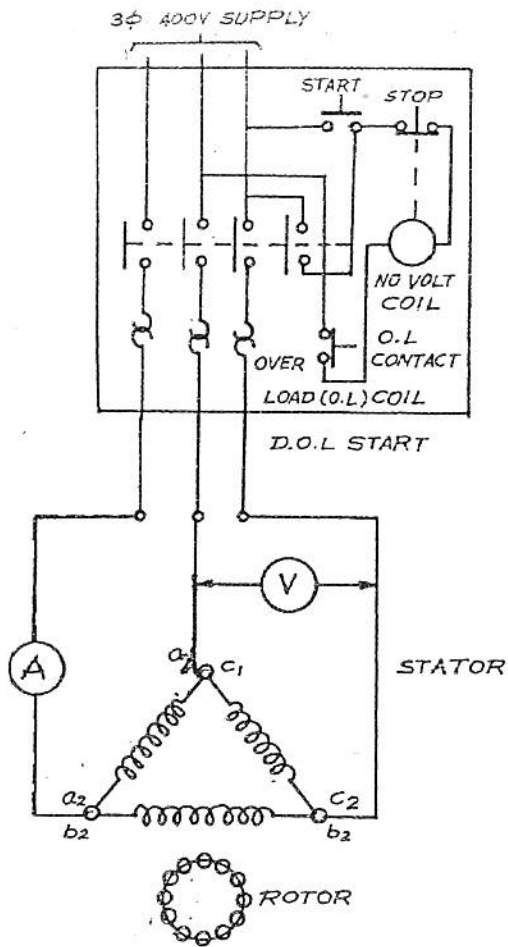 3Φ 400V SUPPLY
START
STOP
NO VOLT
COIL
O.L
CONTACT
OVER
LOAD (O.L) COIL
D.O.L START
V
A
STATOR
c1
a2
b2
c2
b2
ROTOR